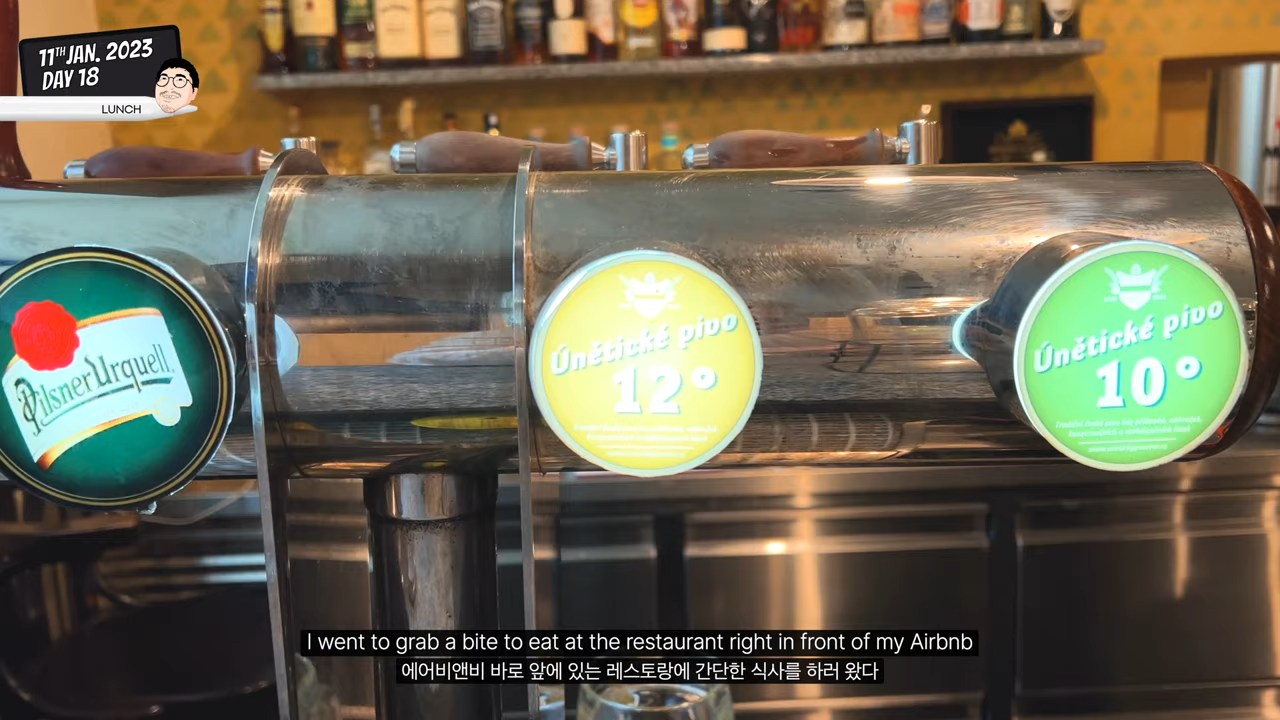 11TH JAN. 2023
DAY 18
LUNCH
Pilsner Urquell
Únětické pivo
12°
Únětické pivo
10°
I went to grab a bite to eat at the restaurant right in front of my Airbnb
에어비앤비 바로 앞에 있는 레스토랑에 간단한 식사를 하러 왔다